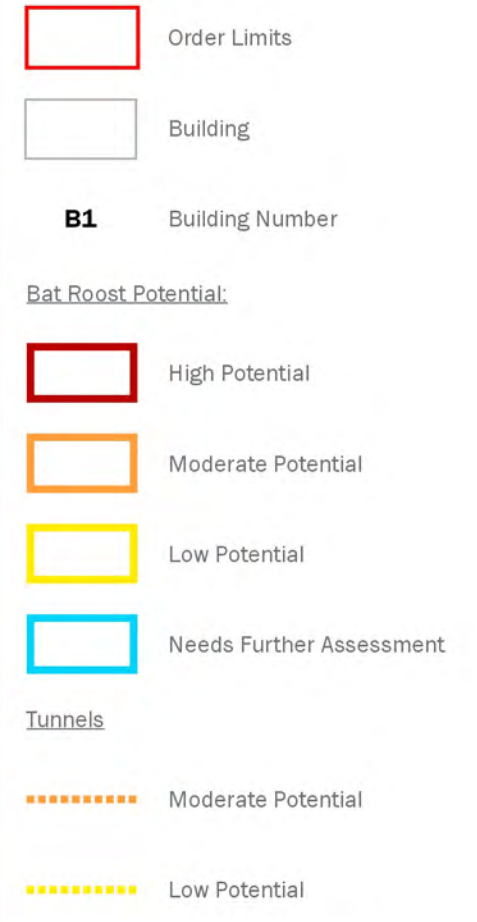 Order Limits
Building
B1 Building Number
Bat Roost Potential:
High Potential
Moderate Potential
Low Potential
Needs Further Assessment
Tunnels
Moderate Potential
Low Potential